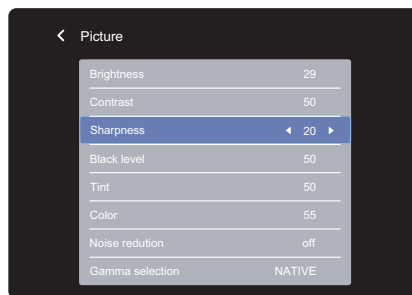 Picture
Brightness 29
Contrast 50
Sharpness 20
Black level 50
Tint 50
Color 55
Noise redution off
Gamma selection NATIVE